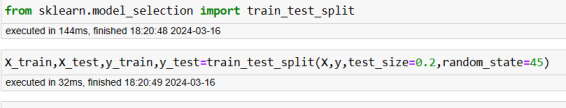 from sklearn.model_selection import train_test_split
executed in 144ms, finished 18:20:48 2024-03-16
X_train,X_test,y_train,y_test=train_test_split(X,y,test_size=0.2,random_state=45)
executed in 32ms, finished 18:20:49 2024-03-16